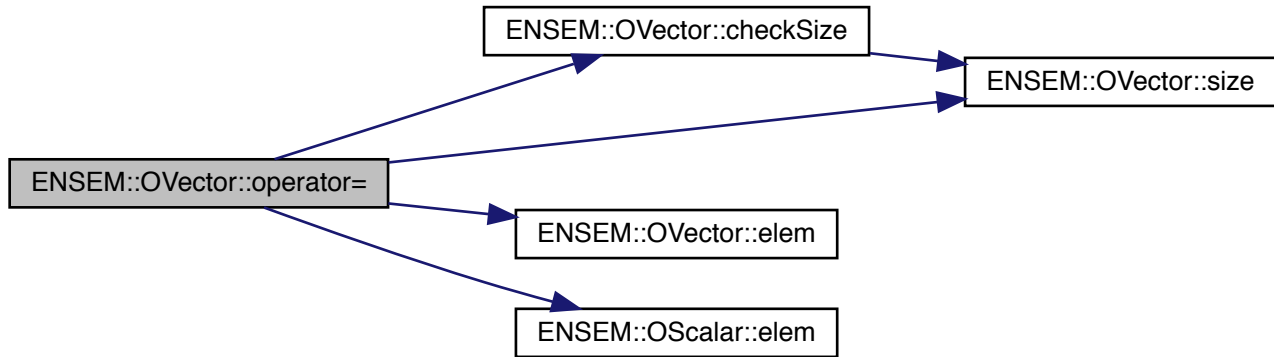 ENSEM::OVector::checkSize
ENSEM::OVector::size
ENSEM::OVector::operator=
ENSEM::OVector::elem
ENSEM::OScalar::elem